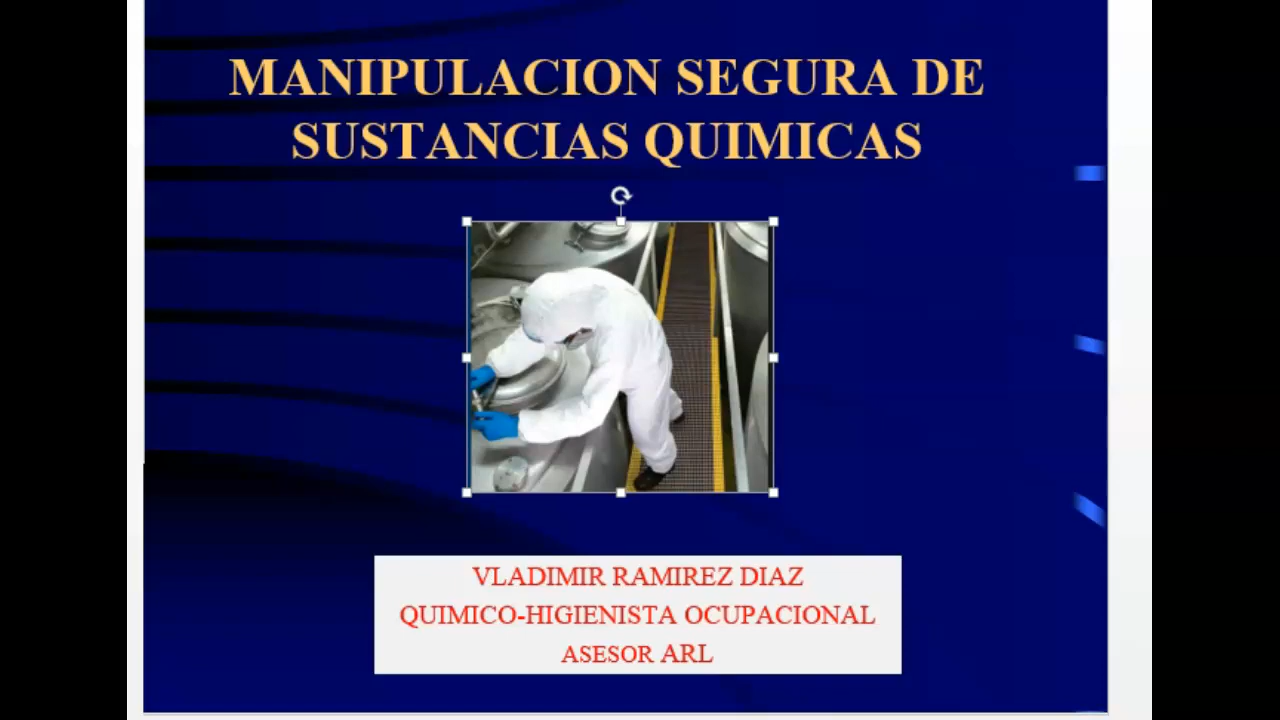 MANIPULACION SEGURA DE
SUSTANCIAS QUIMICAS
VLADIMIR RAMIREZ DIAZ
QUIMICO-HIGIENISTA OCUPACIONAL
ASESOR ARL